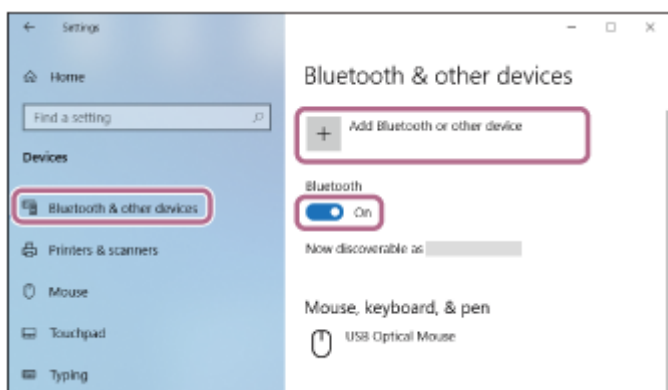 Settings
Home
Find a setting
Devices
Bluetooth & other devices
Printers & scanners
Mouse
Touchpad
Typing
Bluetooth & other devices
Add Bluetooth or other device
Bluetooth
On
Now discoverable as
Mouse, keyboard, & pen
USB Optical Mouse